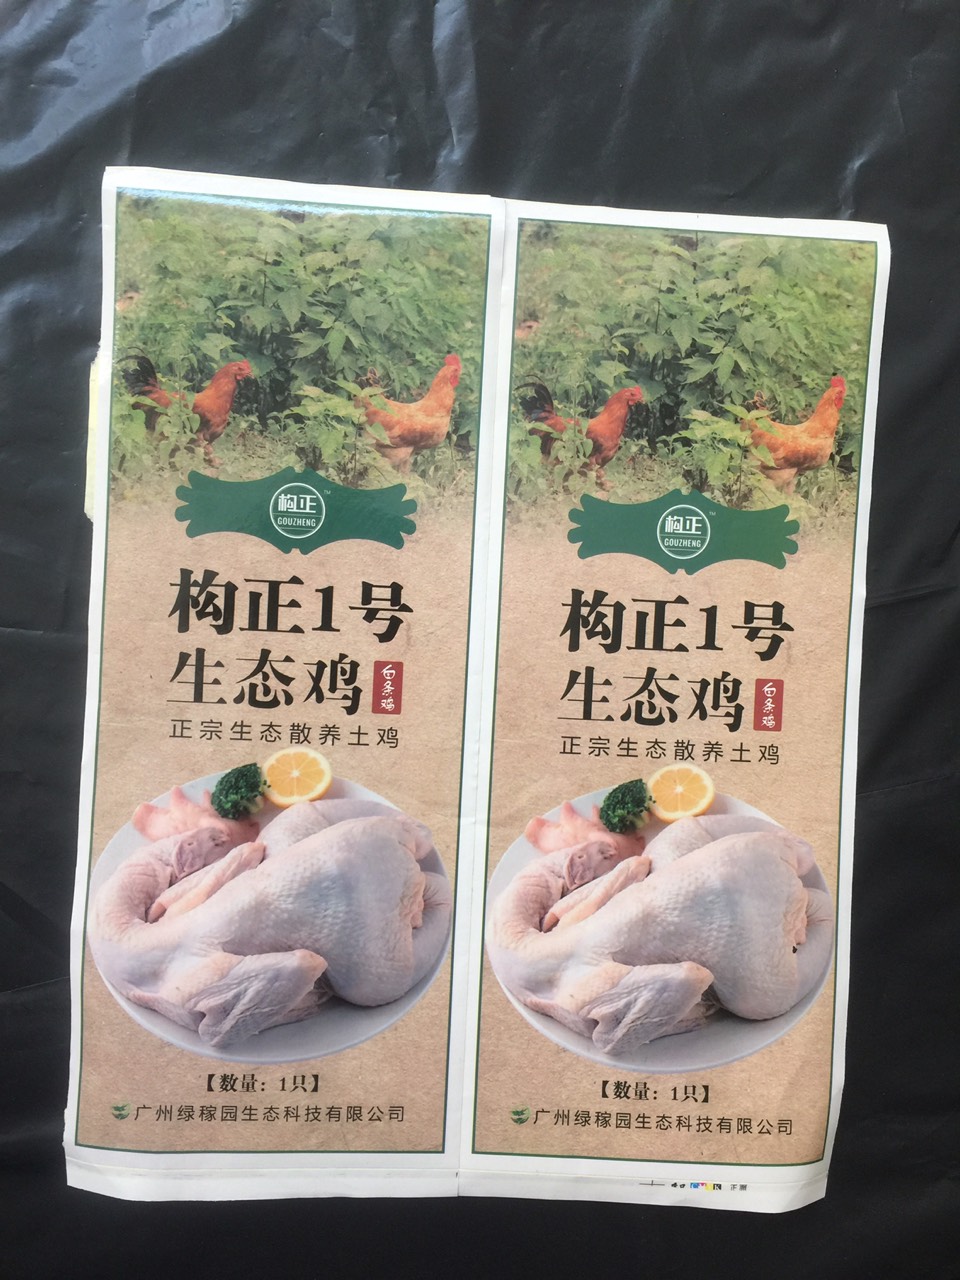 构正
TM
GOUZHENG
构正1号
生态鸡
白条鸡
正宗生态散养土鸡
【数量：1只】
广州绿稼园生态科技有限公司
构正
TM
GOUZHENG
构正1号
生态鸡
白条鸡
正宗生态散养土鸡
【数量：1只】
广州绿稼园生态科技有限公司